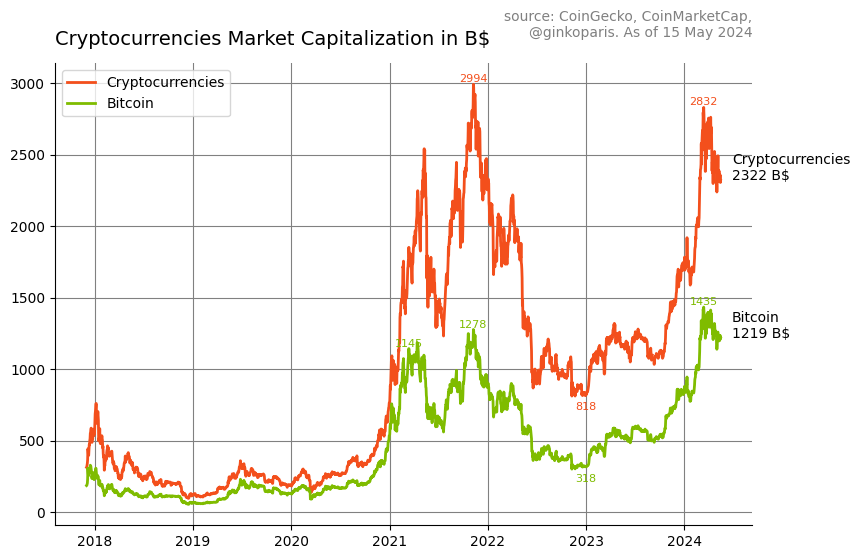 source: CoinGecko, CoinMarketCap,
@ginkoparis. As of 15 May 2024
Cryptocurrencies Market Capitalization in B$
Cryptocurrencies
Bitcoin
3000
2500
2000
1500
1000
500
0
2994
2832
Cryptocurrencies
2322 B$
1435
Bitcoin
1219 B$
1145
1278
818
318
2018
2019
2020
2021
2022
2023
2024